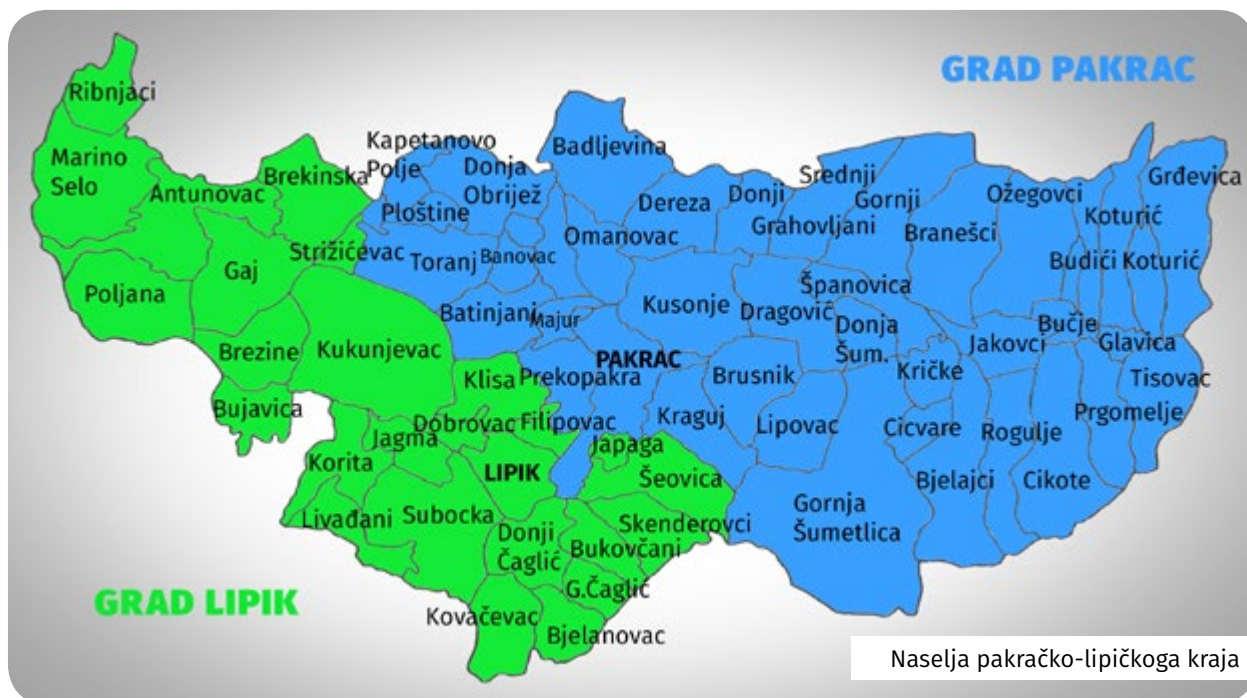 GRAD PAKRAC
Ribnjaci
Marino
Selo
Antunovac
Brekinska
Kapetanovo
Polje
Donja
Obrijež
Badljevina
Ploštine
Dereza
Donji
Srednji
Grahovljani
Gornji
Ožegovci
Grđevica
Koturić
Branešci
Omanovac
Strižićevac
Toranj
Banovac
Gaj
Poljana
Budići
Koturić
Španovica
Kusonje
Dragović
Batinjani
Majur
Donja
Šum.
Bučje
Jakovci
Glavica
Brezine
Kukunjevac
PAKRAC
Klisa
Prekopakra
Brusnik
Kričke
Tisovac
Bujavica
Dobrovac
Filipovac
Kraguj
Lipovac
Cicvare
Rogulje
Prgomelje
Jagma
Japaga
Korita
LIPIK
Šeovica
Bjelajci
Cikote
Livađani
Subocka
Gornja
Šumetlica
Donji
Čaglić
Skenderovci
Bukovčani
G.Čaglić
GRAD LIPIK
Kovačevac
Bjelanovac
Naselja pakračko-lipičkoga kraja